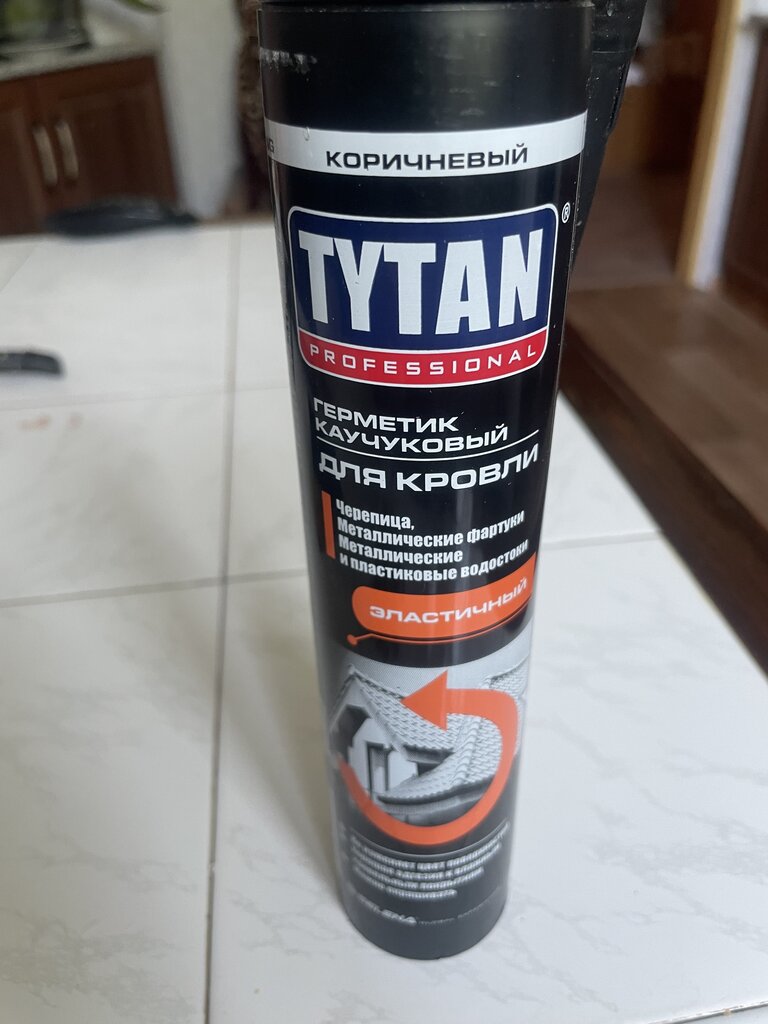 КОРИЧНЕВЫЙ
TYTAN®
PROFESSIONAL
ГЕРМЕТИК
КАУЧУКОВЫЙ
ДЛЯ КРОВЛИ
Черепица,
Металлические фартуки
Металлические
и пластиковые водостоки
ЭЛАСТИЧНЫЙ